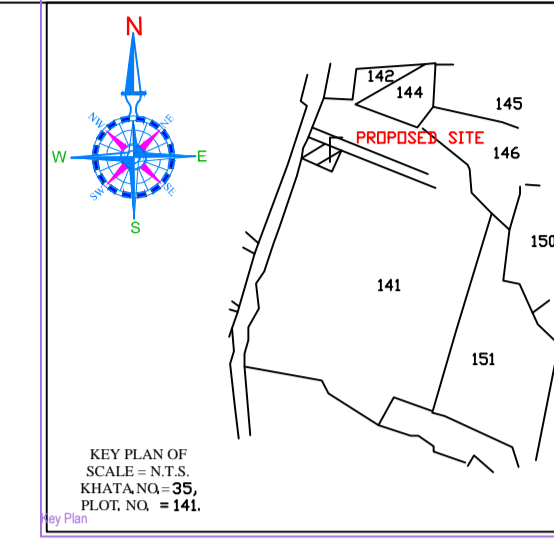 N
NW
NE
W
E
SW
SE
S
142
144
145
PROPOSED SITE
146
150
141
151
KEY PLAN OF
SCALE = N.T.S.
KHATA, NO, = 35,
PLOT, NO, = 141.
Key Plan